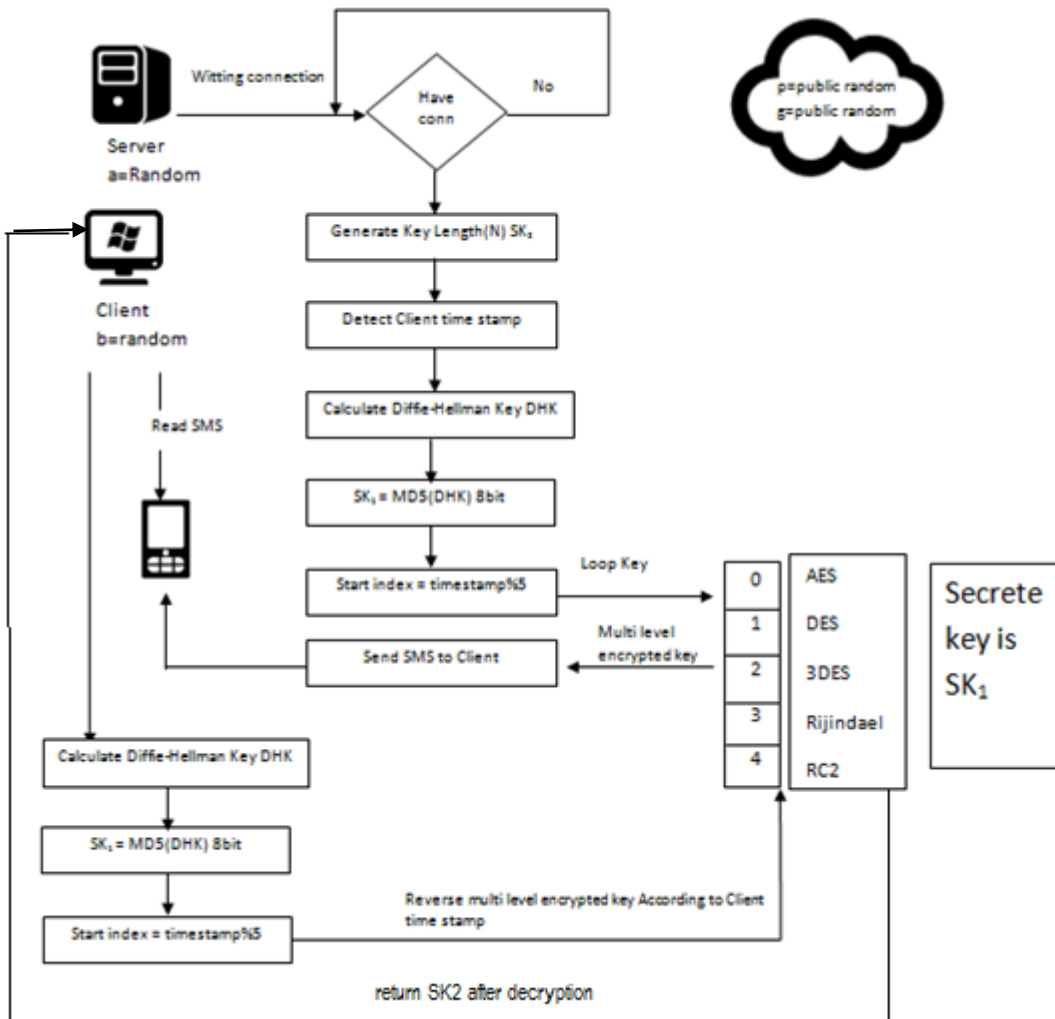 Witting connection
Have
conn
No
p=public random
g=public random
Server
a=Random
Generate Key Length(N) SK₂
Client
b=random
Detect Client time stamp
Calculate Diffie-Hellman Key DHK
Read SMS
SK₁ = MD5(DHK) 8bit
Start index = timestamp%5
Loop Key
Send SMS to Client
Multi level
encrypted key
0 AES
1 DES
2 3DES
3 Rijindael
4 RC2
Secrete
key is
SK₁
Calculate Diffie-Hellman Key DHK
SK₁ = MD5(DHK) 8bit
Start index = timestamp%5
Reverse multi level encrypted key According to Client
time stamp
return SK2 after decryption